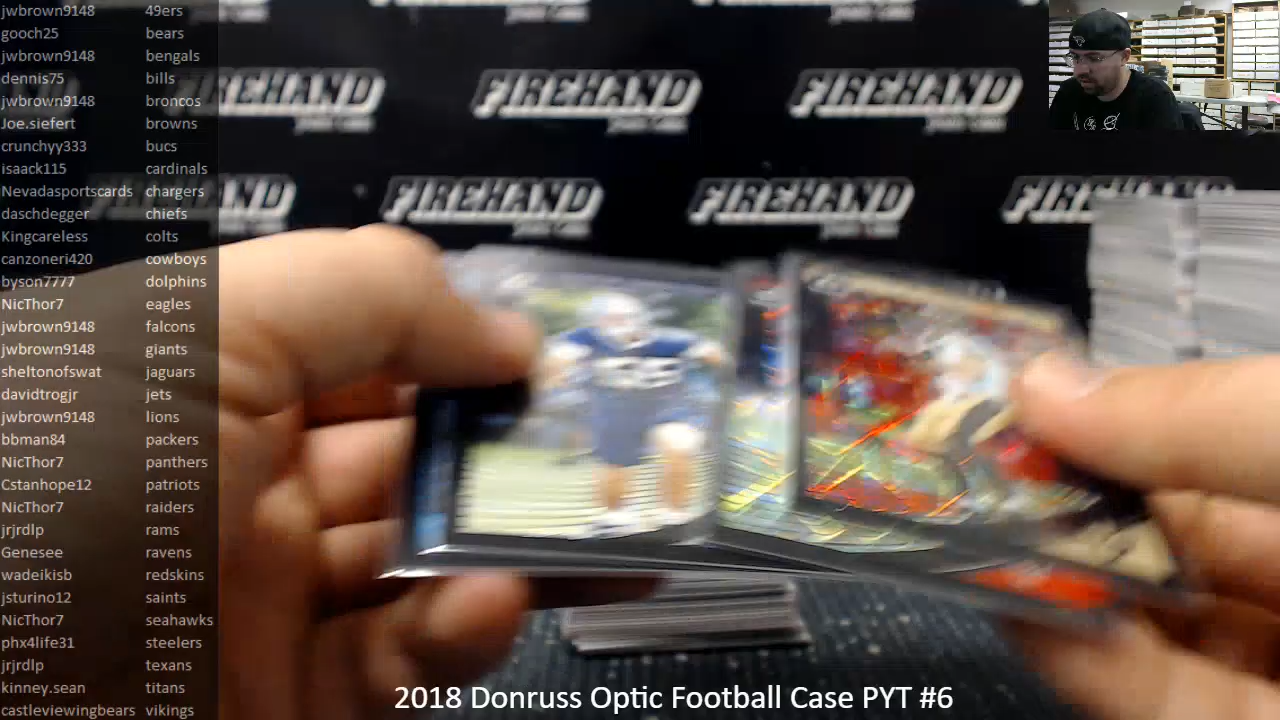 jwbrown9148 49ers
gooch25 bears
jwbrown9148 bengals
dennis75 bills
jwbrown9148 broncos
Joe.siefert browns
crunchyy333 bucs
isaack115 cardinals
Nevadasportscards chargers
daschdegger chiefs
Kingcareless colts
canzoneri420 cowboys
byson7777 dolphins
NicThor7 eagles
jwbrown9148 falcons
jwbrown9148 giants
sheltonofswat jaguars
davidtrogjr jets
jwbrown9148 lions
bbman84 packers
NicThor7 panthers
Cstanhope12 patriots
NicThor7 raiders
jrjrdlp rams
Genesee ravens
wadeikisb redskins
jsturino12 saints
NicThor7 seahawks
phx4life31 steelers
jrjrdlp texans
kinney.sean titans
castleviewingbears vikings
FIREHAND FIREHAND FIREHAND
FIREHAND FIREHAND FIREHAND
2018 Donruss Optic Football Case PYT #6